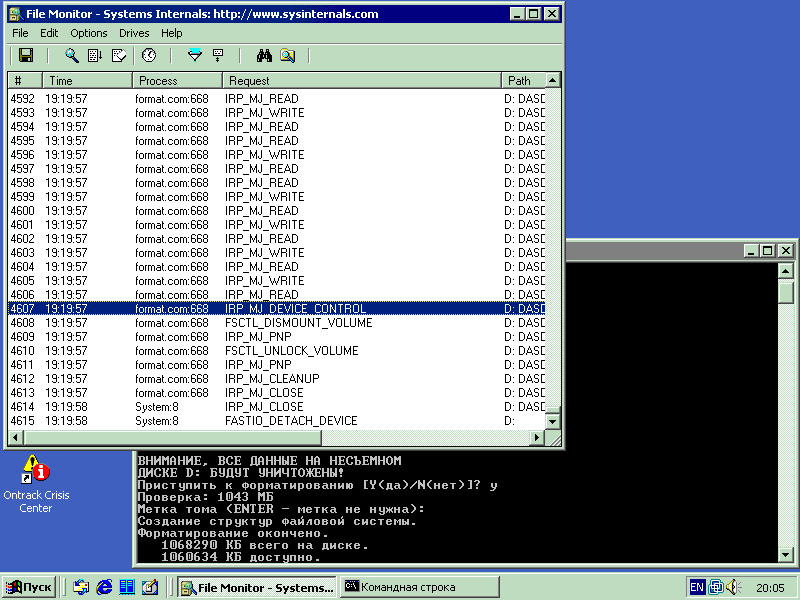 File Monitor - Systems Internals: http://www.sysinternals.com
File Edit Options Drives Help
# Time Process Request Path
4592 19:19:57 format.com:668 IRP_MJ_READ D: DASD
4593 19:19:57 format.com:668 IRP_MJ_WRITE D: DASD
4594 19:19:57 format.com:668 IRP_MJ_READ D: DASD
4595 19:19:57 format.com:668 IRP_MJ_READ D: DASD
4596 19:19:57 format.com:668 IRP_MJ_WRITE D: DASD
4597 19:19:57 format.com:668 IRP_MJ_READ D: DASD
4598 19:19:57 format.com:668 IRP_MJ_READ D: DASD
4599 19:19:57 format.com:668 IRP_MJ_WRITE D: DASD
4600 19:19:57 format.com:668 IRP_MJ_READ D: DASD
4601 19:19:57 format.com:668 IRP_MJ_WRITE D: DASD
4602 19:19:57 format.com:668 IRP_MJ_READ D: DASD
4603 19:19:57 format.com:668 IRP_MJ_WRITE D: DASD
4604 19:19:57 format.com:668 IRP_MJ_READ D: DASD
4605 19:19:57 format.com:668 IRP_MJ_WRITE D: DASD
4606 19:19:57 format.com:668 IRP_MJ_READ D: DASD
4607 19:19:57 format.com:668 IRP_MJ_DEVICE_CONTROL D: DASD
4608 19:19:57 format.com:668 FSCTL_DISMOUNT_VOLUME D: DASD
4609 19:19:57 format.com:668 IRP_MJ_PNP D: DASD
4610 19:19:57 format.com:668 FSCTL_UNLOCK_VOLUME D: DASD
4611 19:19:57 format.com:668 IRP_MJ_PNP D: DASD
4612 19:19:57 format.com:668 IRP_MJ_CLEANUP D: DASD
4613 19:19:57 format.com:668 IRP_MJ_CLOSE D: DASD
4614 19:19:58 System:8 IRP_MJ_CLOSE D: DASD
4615 19:19:58 System:8 FASTIO_DETACH_DEVICE D:
Ontrack Crisis
Center
ВНИМАНИЕ, ВСЕ ДАННЫЕ НА НЕСЪЕМНОМ
ДИСКЕ D: БУДУТ УНИЧТОЖЕНЫ!
Приступить к форматированию [Y(да)/N(нет)]? y
Проверка: 1043 МБ
Метка тома (ENTER - метка не нужна):
Создание структур файловой системы.
Форматирование окончено.
1068290 КБ всего на диске.
1060634 КБ доступно.
Пуск
File Monitor - Systems...
Командная строка
EN
20:05